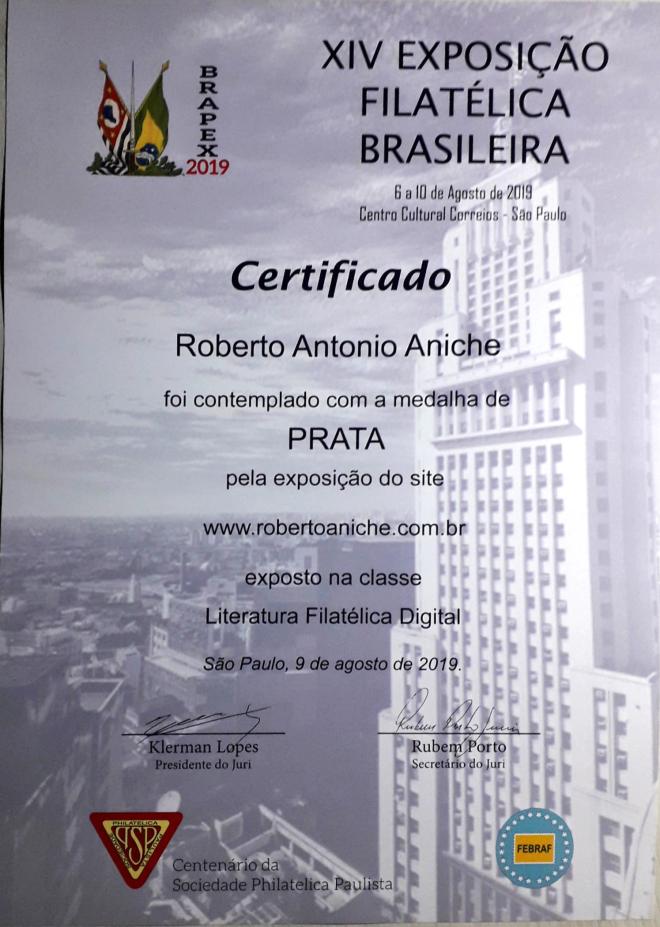 BRAPEX
2019
XIV EXPOSIÇÃO
FILATÉLICA
BRASILEIRA
6 a 10 de Agosto de 2019
Centro Cultural Correios - São Paulo
Certificado
Roberto Antonio Aniche
foi contemplado com a medalha de
PRATA
pela exposição do site
www.robertoaniche.com.br
exposto na classe
Literatura Filatélica Digital
São Paulo, 9 de agosto de 2019.
Klerman Lopes
Presidente do Juri
Rubem Porto
Secretário do Juri
PHILATELICA
SPP
Centenário da
Sociedade Philatelica Paulista
FEBRAF